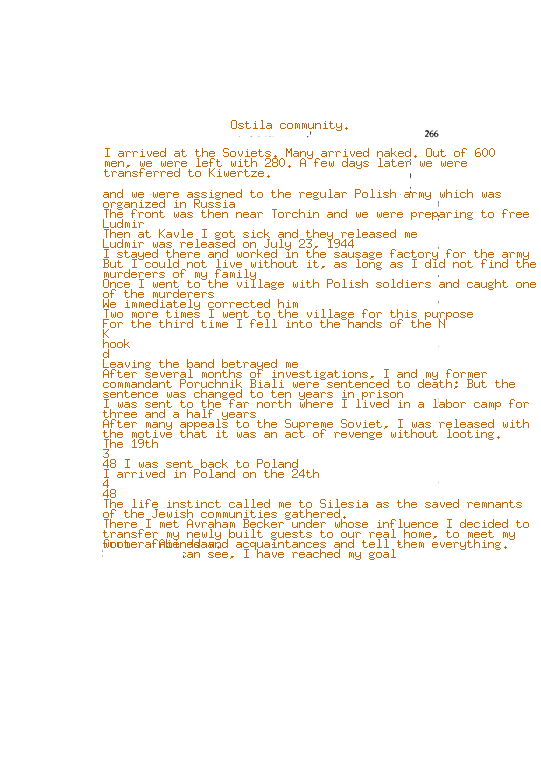 Ostila community.
266
I arrived at the Soviets. Many arrived naked. Out of 600
men, we were left with 280. A few days later we were
transferred to Kiwertze.
and we were assigned to the regular Polish army which was
organized in Russia
The front was then near Torchin and we were preparing to free
Ludmir
Then at Kavle I got sick and they released me
Ludmir was released on July 23, 1944
I stayed there and worked in the sausage factory for the army
But I could not live without it, as long as I did not find the
murderers of my family
Once I went to the village with Polish soldiers and caught one
of the murderers
We immediately corrected him
Two more times I went to the village for this purpose
For the third time I fell into the hands of the N
K
hook
d
Leaving the band betrayed me
After several months of investigations, I and my former
commandant Poruchnik Biali were sentenced to death; But the
sentence was changed to ten years in prison
I was sent to the far north where I lived in a labor camp for
three and a half years
After many appeals to the Supreme Soviet, I was released with
the motive that it was an act of revenge without looting.
The 19th
3
48 I was sent back to Poland
I arrived in Poland on the 24th
4
48
The life instinct called me to Silesia as the saved remnants
of the Jewish communities gathered.
There I met Avraham Becker under whose influence I decided to
transfer my newly built guests to our real home, to meet my
and acquaintances and tell them everything.
can see, I have reached my goal